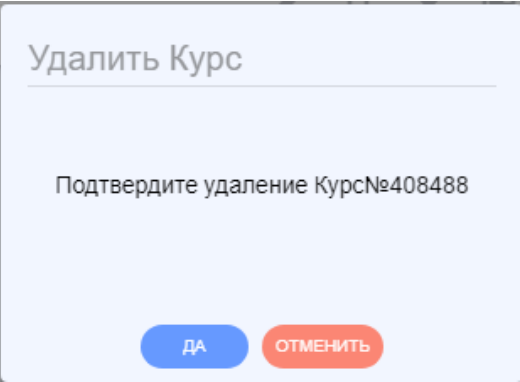 Удалить Курс
Подтвердите удаление Курс№408488
ДА ОТМЕНИТЬ